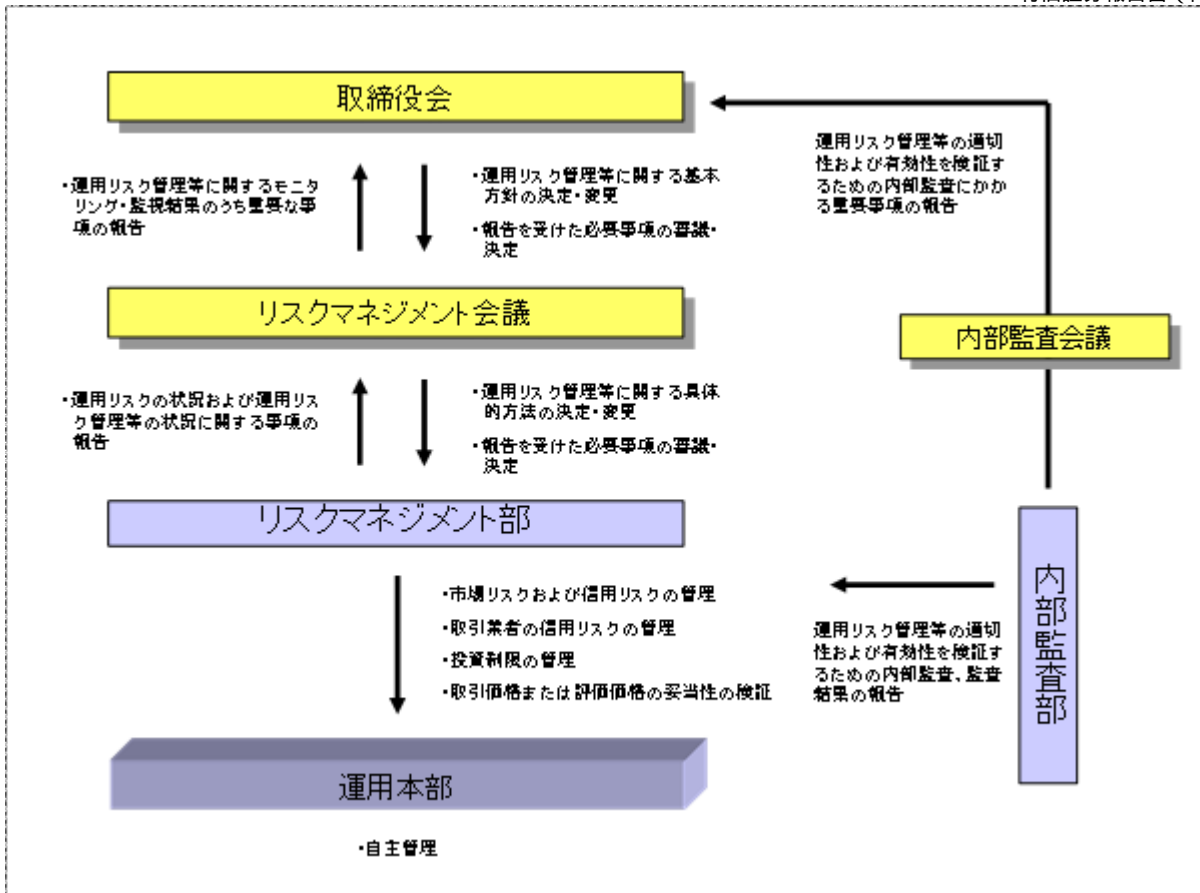 取締役会
・運用リスク管理等に関するモニタ
リング・監視結果のうち重要な事
項の報告
・運用リスク管理等に関する基本
方針の決定・変更
・報告を受けた必要事項の審議・
決定
運用リスク管理等の適切
性および有効性を検証す
るための内部監査にかか
る重要事項の報告
リスクマネジメント会議
内部監査会議
・運用リスクの状況および運用リス
ク管理等の状況に関する事項の
報告
・運用リスク管理等に関する具体
的方法の決定・変更
・報告を受けた必要事項の審議・
決定
リスクマネジメント部
・市場リスクおよび信用リスクの管理
・取引業者の信用リスクの管理
・投資制限の管理
・取引価格または評価価格の妥当性の検証
運用リスク管理等の適切
性および有効性を検証す
るための内部監査、監査
結果の報告
内部監査部
運用本部
・自主管理